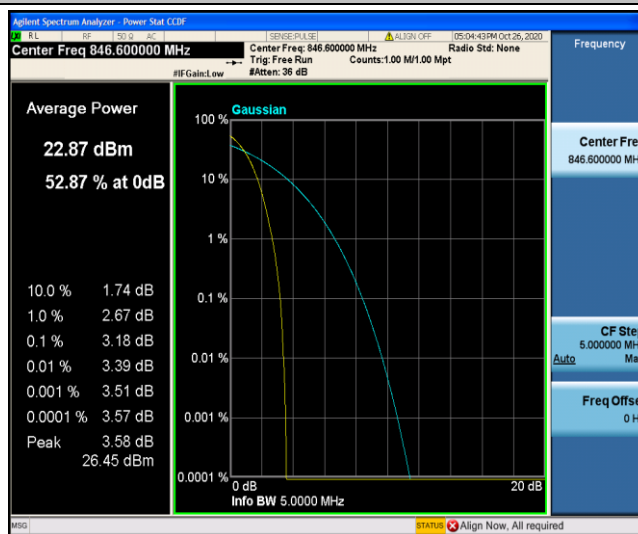 Agilent Spectrum Analyzer - Power Stat CCDF
RL RF 50 Ω AC SENSE:PULSE ALIGN OFF 05:04:43 PM Oct 26, 2020
Center Freq 846.600000 MHz Center Freq: 846.600000 MHz Radio Std: None
Trig: Free Run Counts:1.00 M/1.00 Mpt
#IFGain:Low #Atten: 36 dB
Frequency
Average Power
22.87 dBm
52.87 % at 0dB
10.0 % 1.74 dB
1.0 % 2.67 dB
0.1 % 3.18 dB
0.01 % 3.39 dB
0.001 % 3.51 dB
0.0001 % 3.57 dB
Peak 3.58 dB
26.45 dBm
Gaussian
100 %
10 %
1 %
0.1 %
0.01 %
0.001 %
0.0001 %
0 dB 20 dB
Info BW 5.0000 MHz
Center Fre
846.600000 MH
CF Ste
5.000000 MH
Auto Ma
Freq Offse
0 H
MSG STATUS Align Now, All required